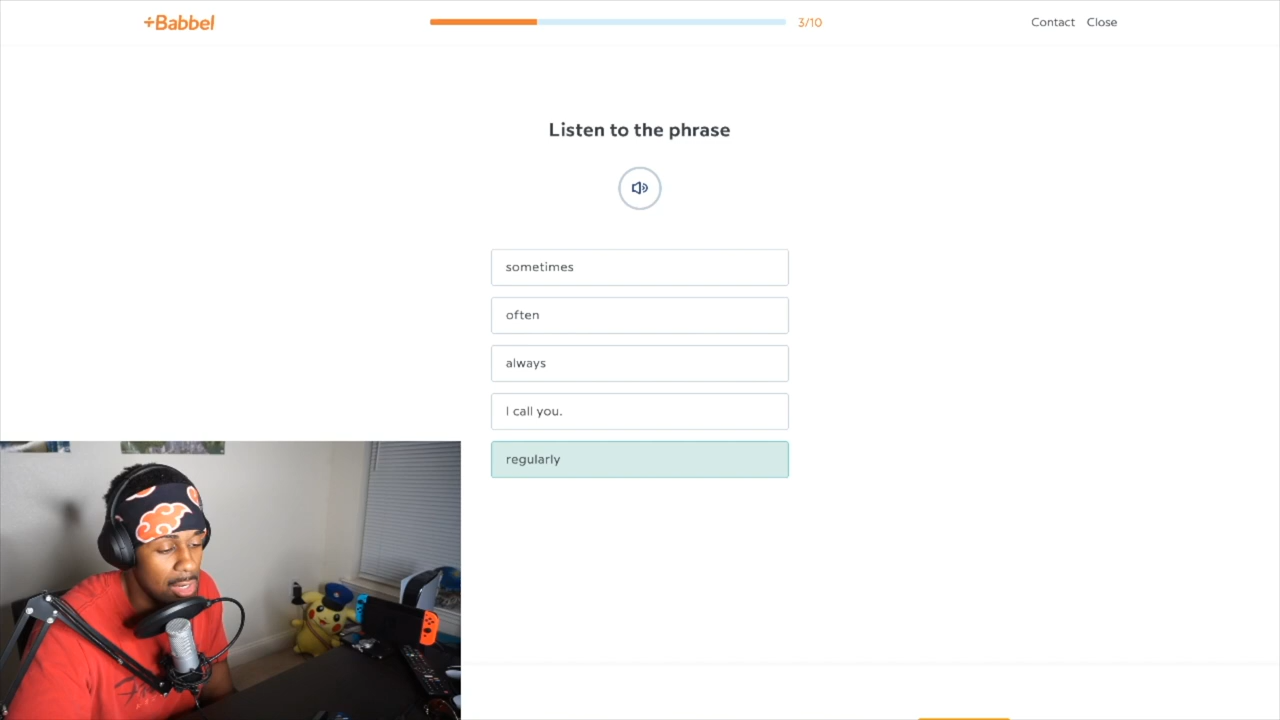 +Babbel
3/10
Contact
Close
Listen to the phrase
sometimes
often
always
I call you.
regularly